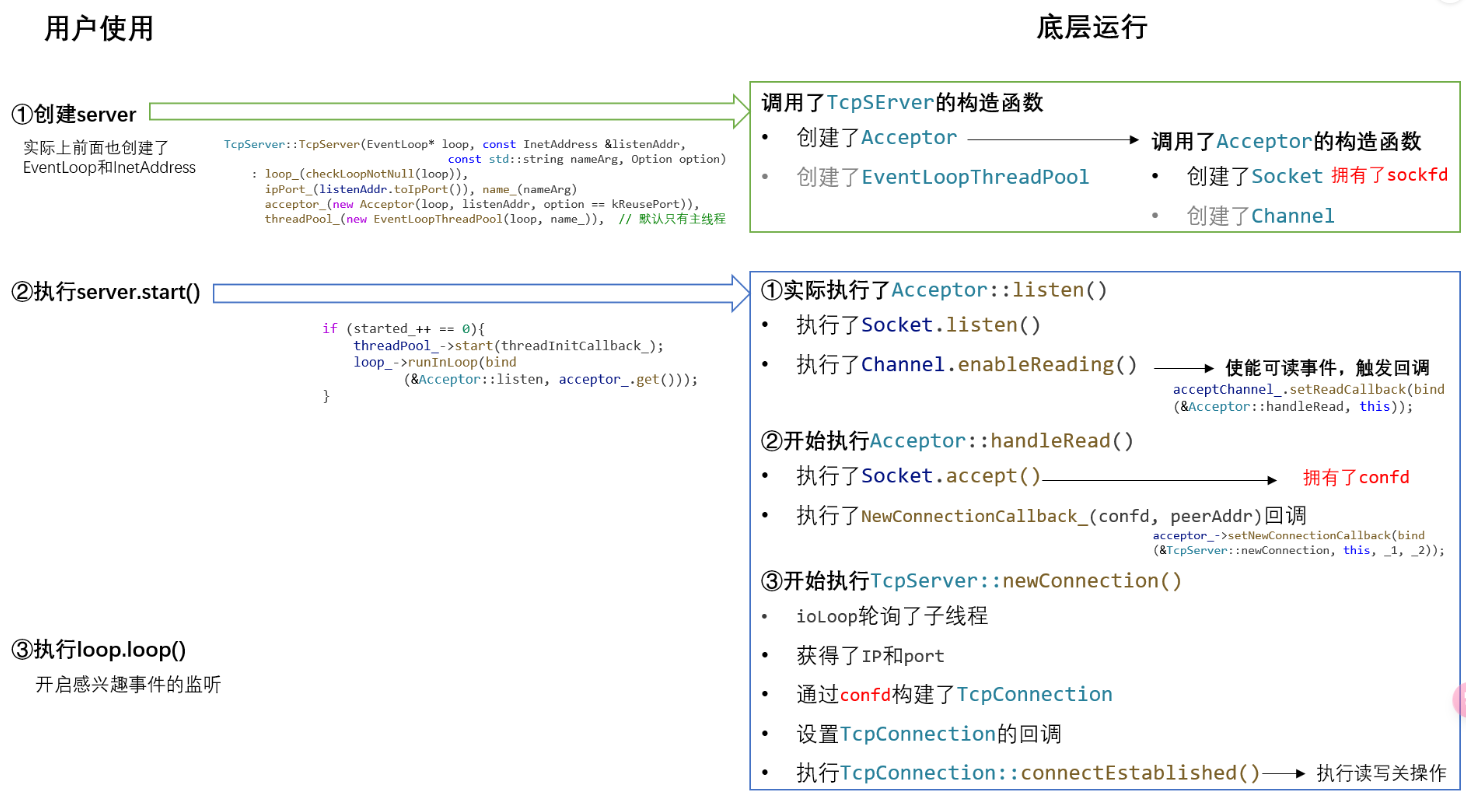 用户使用
底层运行
①创建server
实际上前面也创建了
EventLoop和InetAddress
TcpServer::TcpServer(EventLoop* loop, const InetAddress &listenAddr,
const std::string nameArg, Option option)
: loop_(checkLoopNotNull(loop)),
ipPort_(listenAddr.toIpPort()), name_(nameArg)
acceptor_(new Acceptor(loop, listenAddr, option == kReusePort)),
threadPool_(new EventLoopThreadPool(loop, name_)), // 默认只有主线程
调用了TcpSErver的构造函数
• 创建了Acceptor
• 创建了EventLoopThreadPool
调用了Acceptor的构造函数
• 创建了Socket 拥有了sockfd
• 创建了Channel
②执行server.start()
if (started_++ == 0){
threadPool_->start(threadInitCallback_);
loop_->runInLoop(bind
(&Acceptor::listen, acceptor_.get()));
}
①实际执行了Acceptor::listen()
• 执行了Socket.listen()
• 执行了Channel.enableReading()
使能可读事件，触发回调
acceptChannel_.setReadCallback(bind
(&Acceptor::handleRead, this));
②开始执行Acceptor::handleRead()
• 执行了Socket.accept()
拥有了confd
• 执行了NewConnectionCallback_(confd, peerAddr)回调
acceptor_->setNewConnectionCallback(bind
(&TcpServer::newConnection, this, _1, _2));
③开始执行TcpServer::newConnection()
• ioLoop轮询了子线程
• 获得了IP和port
• 通过confd构建了TcpConnection
• 设置TcpConnection的回调
• 执行TcpConnection::connectEstablished()
执行读写关操作
③执行loop.loop()
开启感兴趣事件的监听